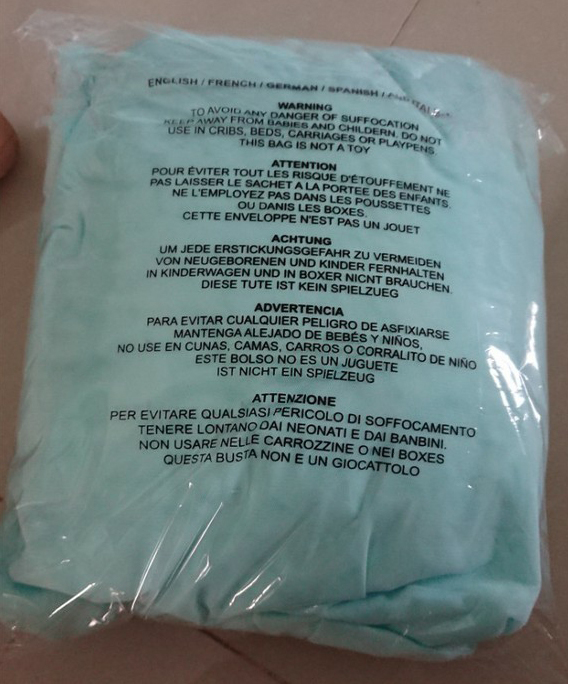 ENGLISH / FRENCH / GERMAN / SPANISH / AND ITALIAN
WARNING
TO AVOID ANY DANGER OF SUFFOCATION
KEEP AWAY FROM BABIES AND CHILDERN. DO NOT
USE IN CRIBS, BEDS, CARRIAGES OR PLAYPENS
THIS BAG IS NOT A TOY
ATTENTION
POUR ÉVITER TOUT LES RISQUE D'ÉTOUFFEMENT NE
PAS LAISSER LE SACHET A LA PORTEE DES ENFANTS.
NE L'EMPLOYEZ PAS DANS LES POUSSETTES
OU DANIS LES BOXES.
CETTE ENVELOPPE N'EST PAS UN JOUET
ACHTUNG
UM JEDE ERSTICKUNGSGEFAHR ZU VERMEIDEN
VON NEUGEBORENEN UND KINDER FERNHALTEN
IN KINDERWAGEN UND IN BOXER NICNT BRAUCHEN.
DIESE TUTE IST KEIN SPIELZUEG
ADVERTENCIA
PARA EVITAR CUALQUIER PELIGRO DE ASFIXIARSE
MANTENGA ALEJADO DE BEBÉS Y NIÑOS,
NO USE EN CUNAS, CAMAS, CARROS O CORRALITO DE NIÑO
ESTE BOLSO NO ES UN JUGUETE
IST NICHT EIN SPIELZEUG
ATTENZIONE
PER EVITARE QUALSIASI PERICOLO DI SOFFOCAMENTO
TENERE LONTANO DAI NEONATI E DAI BANBINI.
NON USARE NELLE CARROZZINE O NEI BOXES
QUESTA BUSTA NON E UN GIOCATTOLO